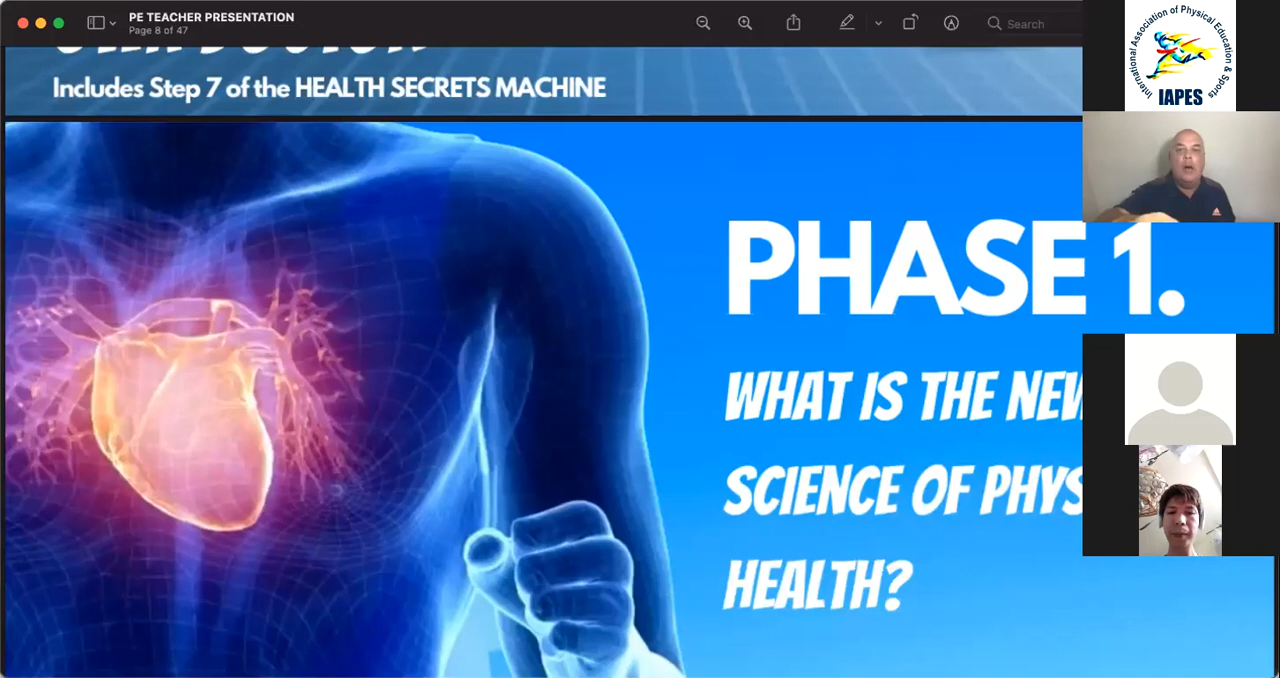 PE TEACHER PRESENTATION
Page 8 of 47
Search
Includes Step 7 of the HEALTH SECRETS MACHINE
PHASE 1.
WHAT IS THE NEW
SCIENCE OF PHYS
HEALTH?
International Association of Physical Education & Sports
IAPES